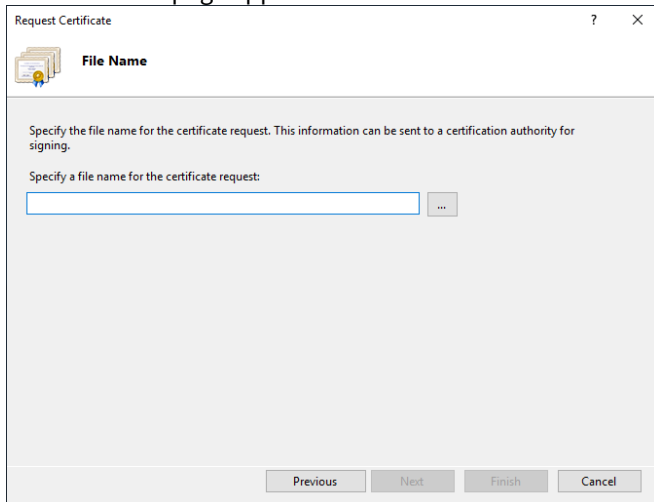 Request Certificate ? ×
File Name
Specify the file name for the certificate request. This information can be sent to a certification authority for
signing.
Specify a file name for the certificate request:
...
Previous Next Finish Cancel